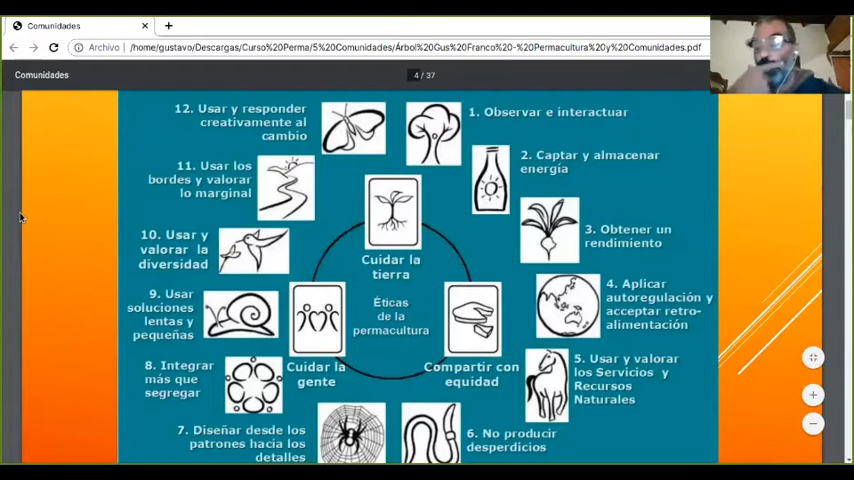 Comunidades
Archivo
/home/gustavo/Descargas/Curso%20Perma/5%20Comunidades/Árbol%20Gus%20Franco%20-%20Permacultura%20y%20Comunidades.pdf
Comunidades
4 / 37
12. Usar y responder
creativamente al
cambio
1. Observar e interactuar
2. Captar y almacenar
energía
11. Usar los
bordes y valorar
lo marginal
3. Obtener un
rendimiento
10. Usar y
valorar la
diversidad
Cuidar la
tierra
4. Aplicar
autoregulación y
acceptar retro-
alimentación
9. Usar
soluciones
lentas y
pequeñas
Éticas
de la
permacultura
Cuidar la
gente
Compartir con
equidad
5. Usar y valorar
los Servicios y
Recursos
Naturales
8. Integrar
más que
segregar
7. Diseñar desde los
patrones hacia los
detalles
6. No producir
desperdicios